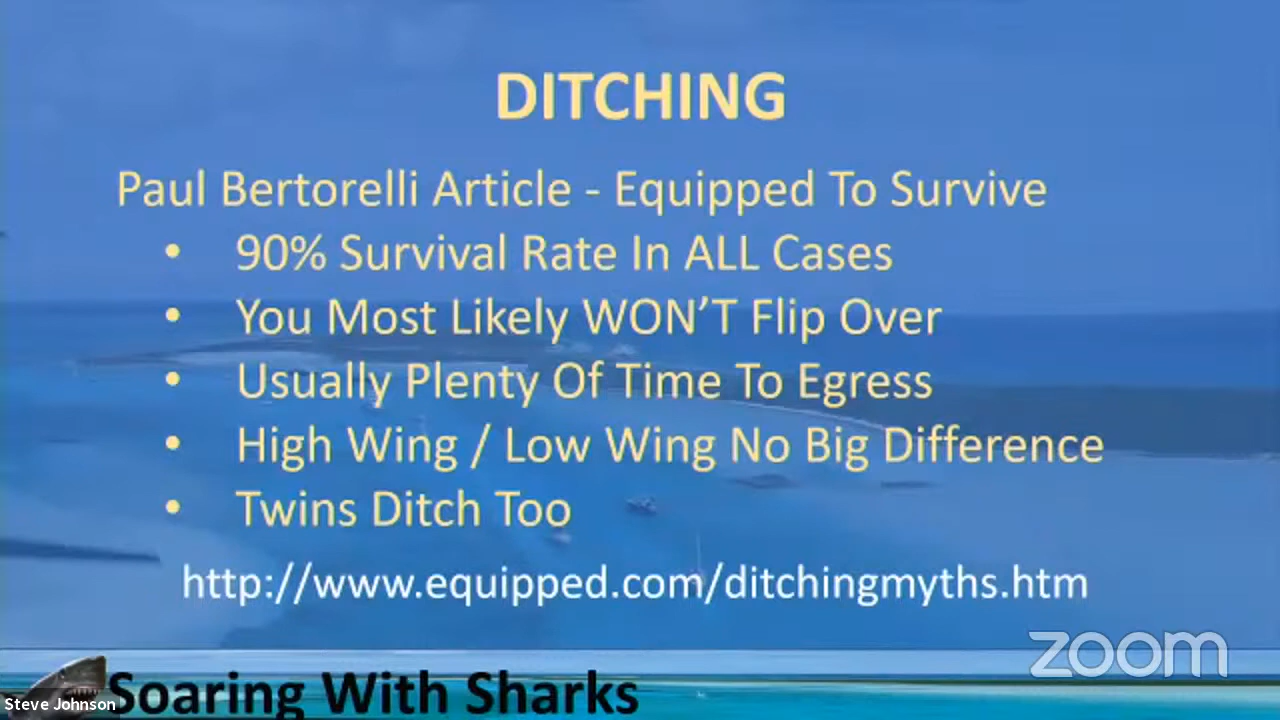 DITCHING
Paul Bertorelli Article - Equipped To Survive
• 90% Survival Rate In ALL Cases
• You Most Likely WON'T Flip Over
• Usually Plenty Of Time To Egress
• High Wing / Low Wing No Big Difference
• Twins Ditch Too
http://www.equipped.com/ditchingmyths.htm
zoom
Soaring With Sharks
Steve Johnson